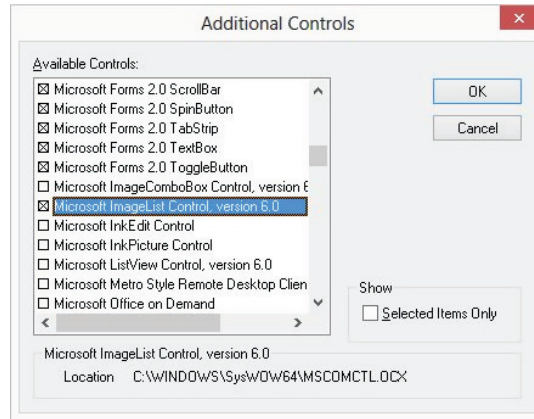 Additional Controls
Available Controls:
Microsoft Forms 2.0 ScrollBar
Microsoft Forms 2.0 SpinButton
Microsoft Forms 2.0 TabStrip
Microsoft Forms 2.0 TextBox
Microsoft Forms 2.0 ToggleButton
Microsoft ImageComboBox Control, version 6
Microsoft ImageList Control, version 6.0
Microsoft InkEdit Control
Microsoft InkPicture Control
Microsoft ListView Control, version 6.0
Microsoft Metro Style Remote Desktop Clien
Microsoft Office on Demand
OK
Cancel
Show
Selected Items Only
Microsoft ImageList Control, version 6.0
Location C:\WINDOWS\SysWOW64\MSCOMCTL.OCX